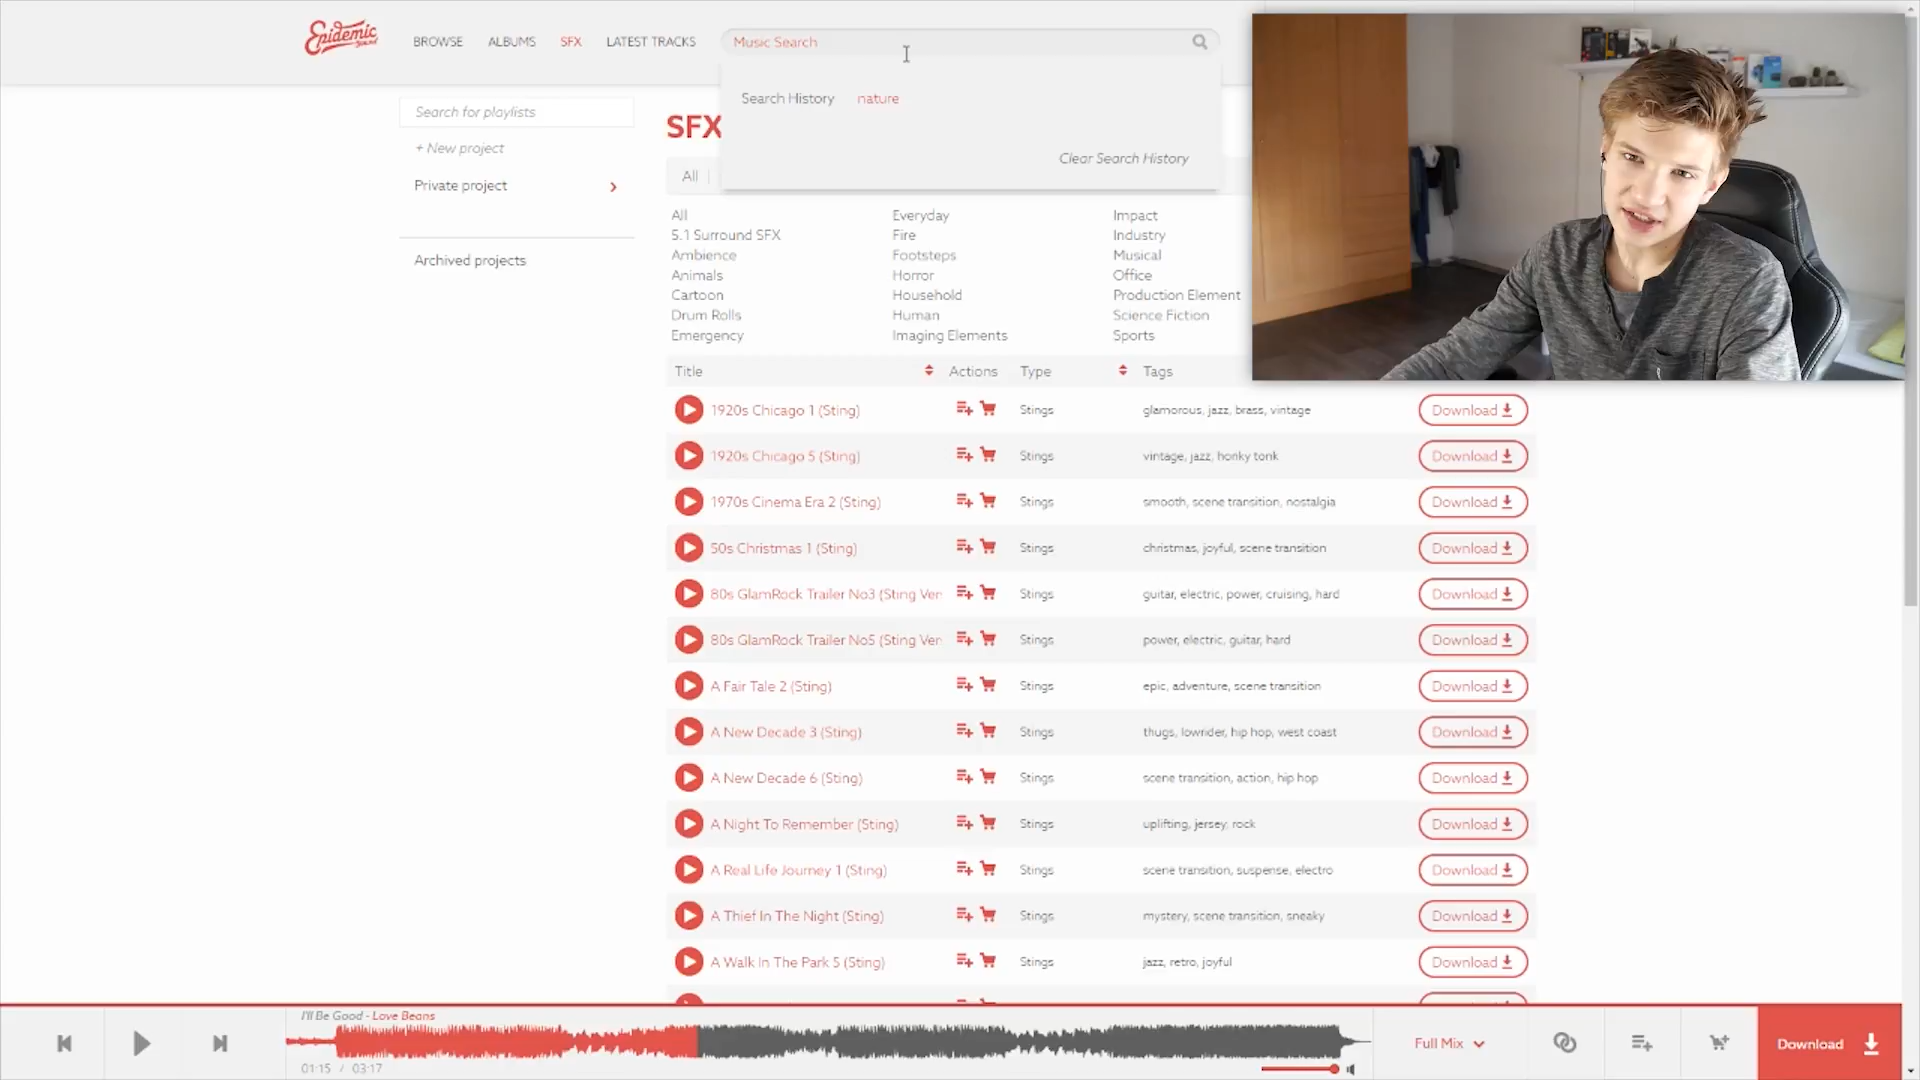 Epidemic Sound
BROWSE ALBUMS SFX LATEST TRACKS Music Search
Search History nature
Clear Search History
Search for playlists
+ New project
Private project
Archived projects
SFX
All
All Everyday Impact
5.1 Surround SFX Fire Industry
Ambience Footsteps Musical
Animals Horror Office
Cartoon Household Production Element
Drum Rolls Human Science Fiction
Emergency Imaging Elements Sports
Title Actions Type Tags
1920s Chicago 1 (Sting) Stings glamorous, jazz, brass, vintage Download
1920s Chicago 5 (Sting) Stings vintage, jazz, honky tonk Download
1970s Cinema Era 2 (Sting) Stings smooth, scene transition, nostalgia Download
50s Christmas 1 (Sting) Stings christmas, joyful, scene transition Download
80s GlamRock Trailer No3 (Sting Ver Stings guitar, electric, power, cruising, hard Download
80s GlamRock Trailer No5 (Sting Ver Stings power, electric, guitar, hard Download
A Fair Tale 2 (Sting) Stings epic, adventure, scene transition Download
A New Decade 3 (Sting) Stings thugs, lowrider, hip hop, west coast Download
A New Decade 6 (Sting) Stings scene transition, action, hip hop Download
A Night To Remember (Sting) Stings uplifting, jersey, rock Download
A Real Life Journey 1 (Sting) Stings scene transition, suspense, electro Download
A Thief In The Night (Sting) Stings mystery, scene transition, sneaky Download
A Walk In The Park 5 (Sting) Stings jazz, retro, joyful Download
I'll Be Good - Love Beans
01:15 / 03:17
Full Mix
Download